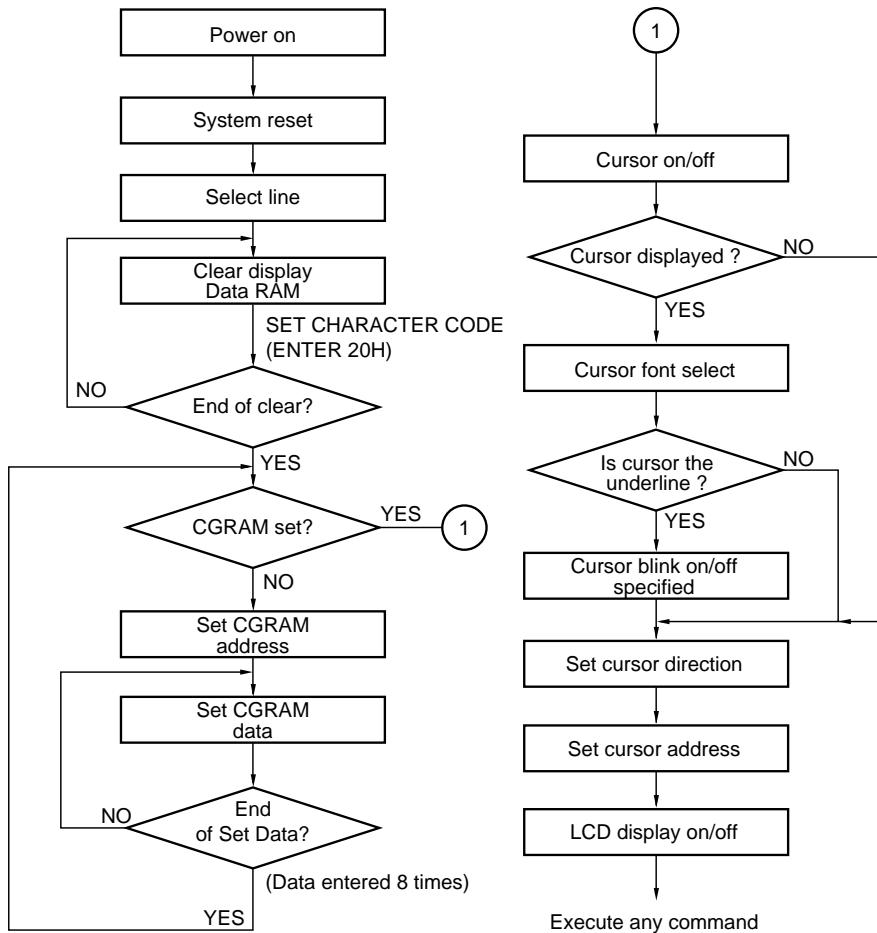 Power on
System reset
Select line
Clear display
Data RAM
SET CHARACTER CODE
(ENTER 20H)
NO
End of clear?
YES
CGRAM set?
YES
1
NO
Set CGRAM
address
Set CGRAM
data
NO
End
of Set Data?
(Data entered 8 times)
YES
1
Cursor on/off
Cursor displayed ?
NO
YES
Cursor font select
Is cursor the
underline ?
NO
YES
Cursor blink on/off
specified
Set cursor direction
Set cursor address
LCD display on/off
Execute any command